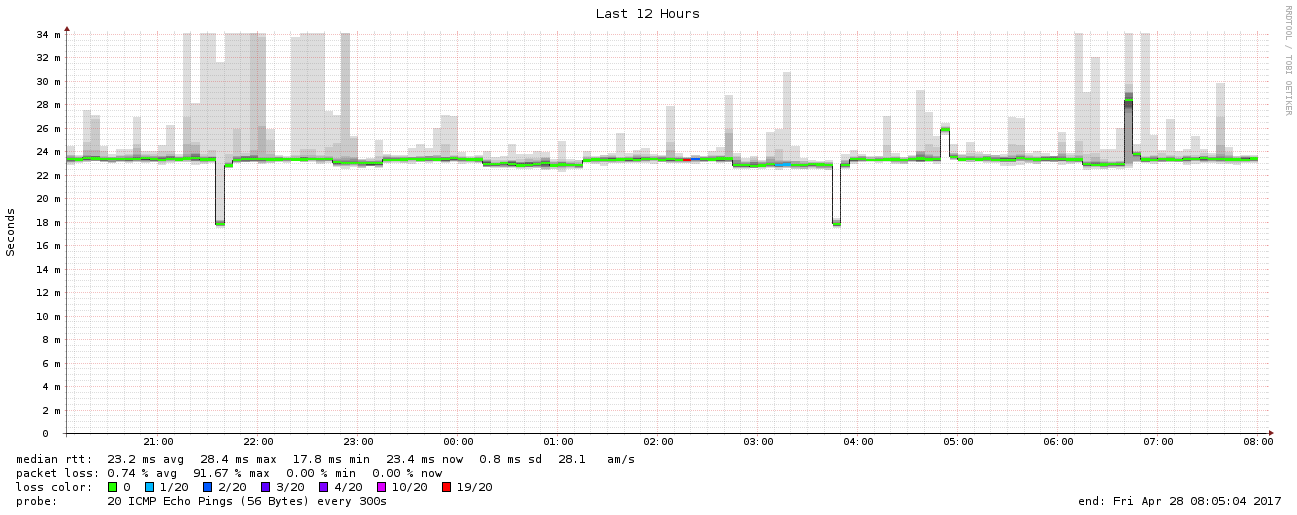 Last 12 Hours
RRDTOOL / TOBI OETIKER
Seconds
34 m
32 m
30 m
28 m
26 m
24 m
22 m
20 m
18 m
16 m
14 m
12 m
10 m
8 m
6 m
4 m
2 m
0
21:00 22:00 23:00 00:00 01:00 02:00 03:00 04:00 05:00 06:00 07:00 08:00
median rtt: 23.2 ms avg 28.4 ms max 17.8 ms min 23.4 ms now 0.8 ms sd 28.1 am/s
packet loss: 0.74 % avg 91.67 % max 0.00 % min 0.00 % now
loss color: 0 1/20 2/20 3/20 4/20 10/20 19/20
probe: 20 ICMP Echo Pings (56 Bytes) every 300s end: Fri Apr 28 08:05:04 2017